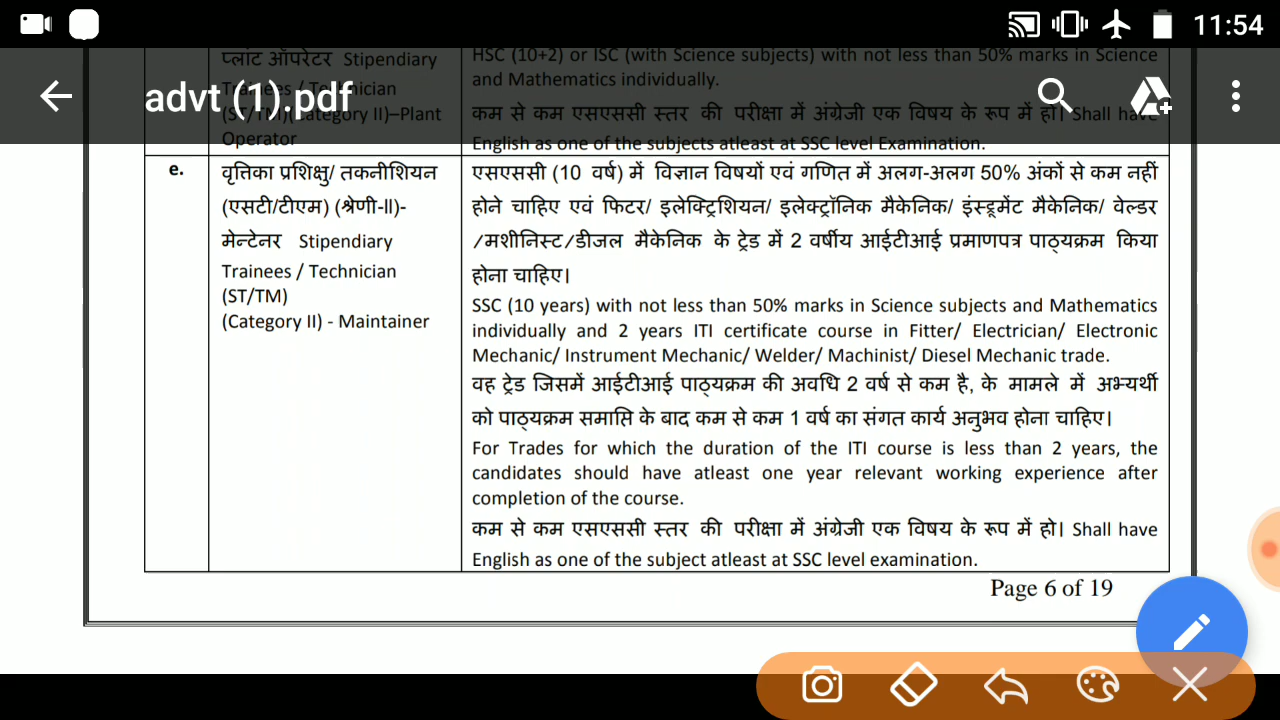 11:54
प्लांट ऑपरेटर Stipendiary
Trainees / Technician
(ST/TM)(Category II)–Plant
Operator
HSC (10+2) or ISC (with Science subjects) with not less than 50% marks in Science
and Mathematics individually.
कम से कम एसएससी स्तर की परीक्षा में अंग्रेजी एक विषय के रूप में हो। Shall have
English as one of the subjects atleast at SSC level Examination.
advt (1).pdf
e.
वृत्तिका प्रशिक्षु/ तकनीशियन
(एसटी/टीएम) (श्रेणी-II)-
मेन्टेनर Stipendiary
Trainees / Technician
(ST/TM)
(Category II) - Maintainer
एसएससी (10 वर्ष) में विज्ञान विषयों एवं गणित में अलग-अलग 50% अंकों से कम नहीं
होने चाहिए एवं फिटर/ इलेक्ट्रिशियन/ इलेक्ट्रॉनिक मैकेनिक/ इंस्ट्रूमेंट मैकेनिक/ वेल्डर
/मशीनिस्ट/डीजल मैकेनिक के ट्रेड में 2 वर्षीय आईटीआई प्रमाणपत्र पाठ्यक्रम किया
होना चाहिए।
SSC (10 years) with not less than 50% marks in Science subjects and Mathematics
individually and 2 years ITI certificate course in Fitter/ Electrician/ Electronic
Mechanic/ Instrument Mechanic/ Welder/ Machinist/ Diesel Mechanic trade.
वह ट्रेड जिसमें आईटीआई पाठ्यक्रम की अवधि 2 वर्ष से कम है, के मामले में अभ्यर्थी
को पाठ्यक्रम समाप्ति के बाद कम से कम 1 वर्ष का संगत कार्य अनुभव होना चाहिए।
For Trades for which the duration of the ITI course is less than 2 years, the
candidates should have atleast one year relevant working experience after
completion of the course.
कम से कम एसएससी स्तर की परीक्षा में अंग्रेजी एक विषय के रूप में हो। Shall have
English as one of the subject atleast at SSC level examination.
Page 6 of 19